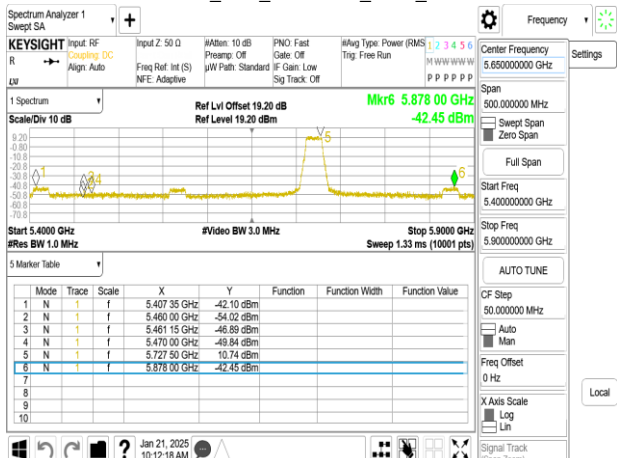 Spectrum Analyzer 1
Swept SA
Frequency
KEYSIGHT Input: RF Input Z: 50 Ω #Atten: 10 dB PNO: Fast #Avg Type: Power (RMS 1 2 3 4 5 6
R Coupling: DC Preamp: Off Gate: Off Trig: Free Run M W W W W W
Align: Auto Freq Ref: Int (S) µW Path: Standard IF Gain: Low
NFE: Adaptive Sig Track: Off P P P P P P
LXI
1 Spectrum
Ref Lvl Offset 19.20 dB Mkr6 5.878 00 GHz
Scale/Div 10 dB Ref Level 19.20 dBm -42.45 dBm
9.20
-0.80
-10.8
-20.8
-30.8
-40.8
-50.8
-60.8
-70.8
1
4
5
6
Start 5.4000 GHz #Video BW 3.0 MHz Stop 5.9000 GHz
#Res BW 1.0 MHz Sweep 1.33 ms (10001 pts)
5 Marker Table
Mode Trace Scale X Y Function Function Width Function Value
1 N 1 f 5.407 35 GHz -42.10 dBm
2 N 1 f 5.460 00 GHz -54.02 dBm
3 N 1 f 5.461 15 GHz -46.89 dBm
4 N 1 f 5.470 00 GHz -49.84 dBm
5 N 1 f 5.727 50 GHz 10.74 dBm
6 N 1 f 5.878 00 GHz -42.45 dBm
7
8
9
10
Jan 21, 2025
10:12:18 AM
?
Center Frequency
5.650000000 GHz
Settings
Span
500.000000 MHz
Swept Span
Zero Span
Full Span
Start Freq
5.400000000 GHz
Stop Freq
5.900000000 GHz
AUTO TUNE
CF Step
50.000000 MHz
Auto
Man
Freq Offset
0 Hz
Local
X Axis Scale
Log
Lin
Signal Track